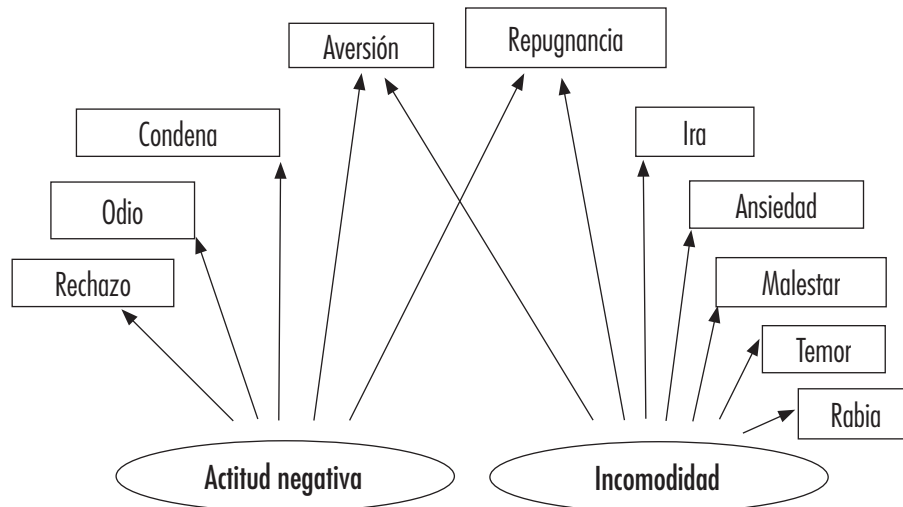 Aversión
Repugnancia
Condena
Ira
Odio
Ansiedad
Rechazo
Malestar
Temor
Rabia
Actitud negativa
Incomodidad